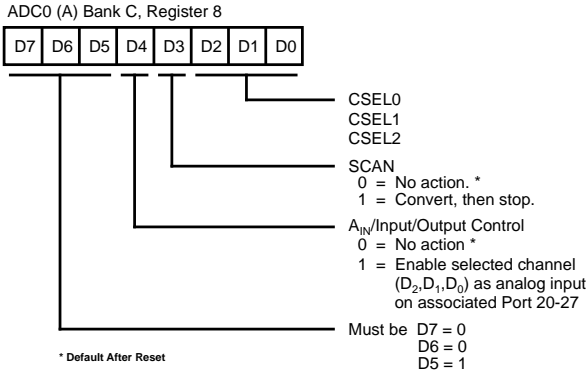 ADC0 (A) Bank C, Register 8
D7 D6 D5 D4 D3 D2 D1 D0
CSEL0
CSEL1
CSEL2
SCAN
0 = No action. *
1 = Convert, then stop.
AIN/Input/Output Control
0 = No action *
1 = Enable selected channel
(D2,D1,D0) as analog input
on associated Port 20-27
Must be D7 = 0
D6 = 0
D5 = 1
* Default After Reset